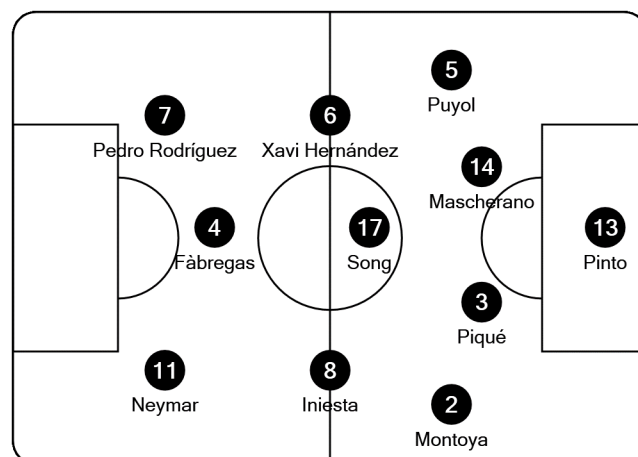 5
Puyol
7
Pedro Rodríguez
6
Xavi Hernández
14
Mascherano
4
Fàbregas
17
Song
13
Pinto
3
Piqué
11
Neymar
8
Iniesta
2
Montoya